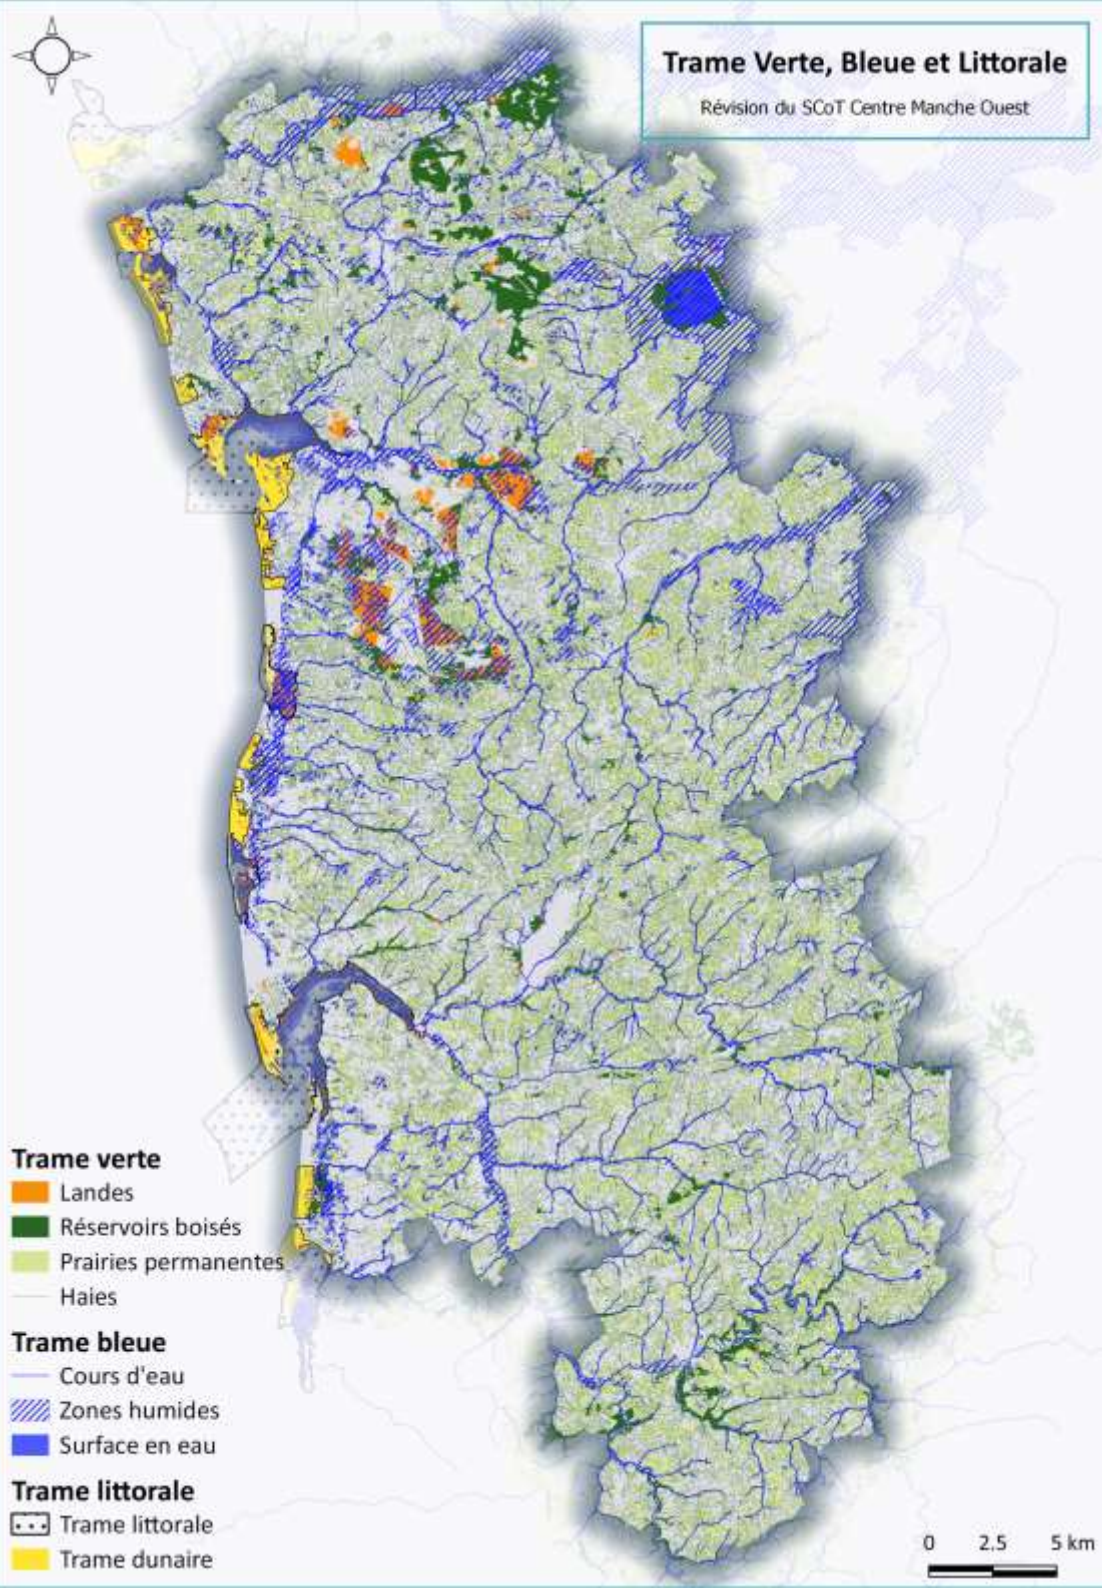 Trame Verte, Bleue et Littorale
Révision du SCoT Centre Manche Ouest
Trame verte
Landes
Réservoirs boisés
Prairies permanentes
Haies
Trame bleue
Cours d'eau
Zones humides
Surface en eau
Trame littorale
Trame littorale
Trame dunaire
0 2.5 5 km